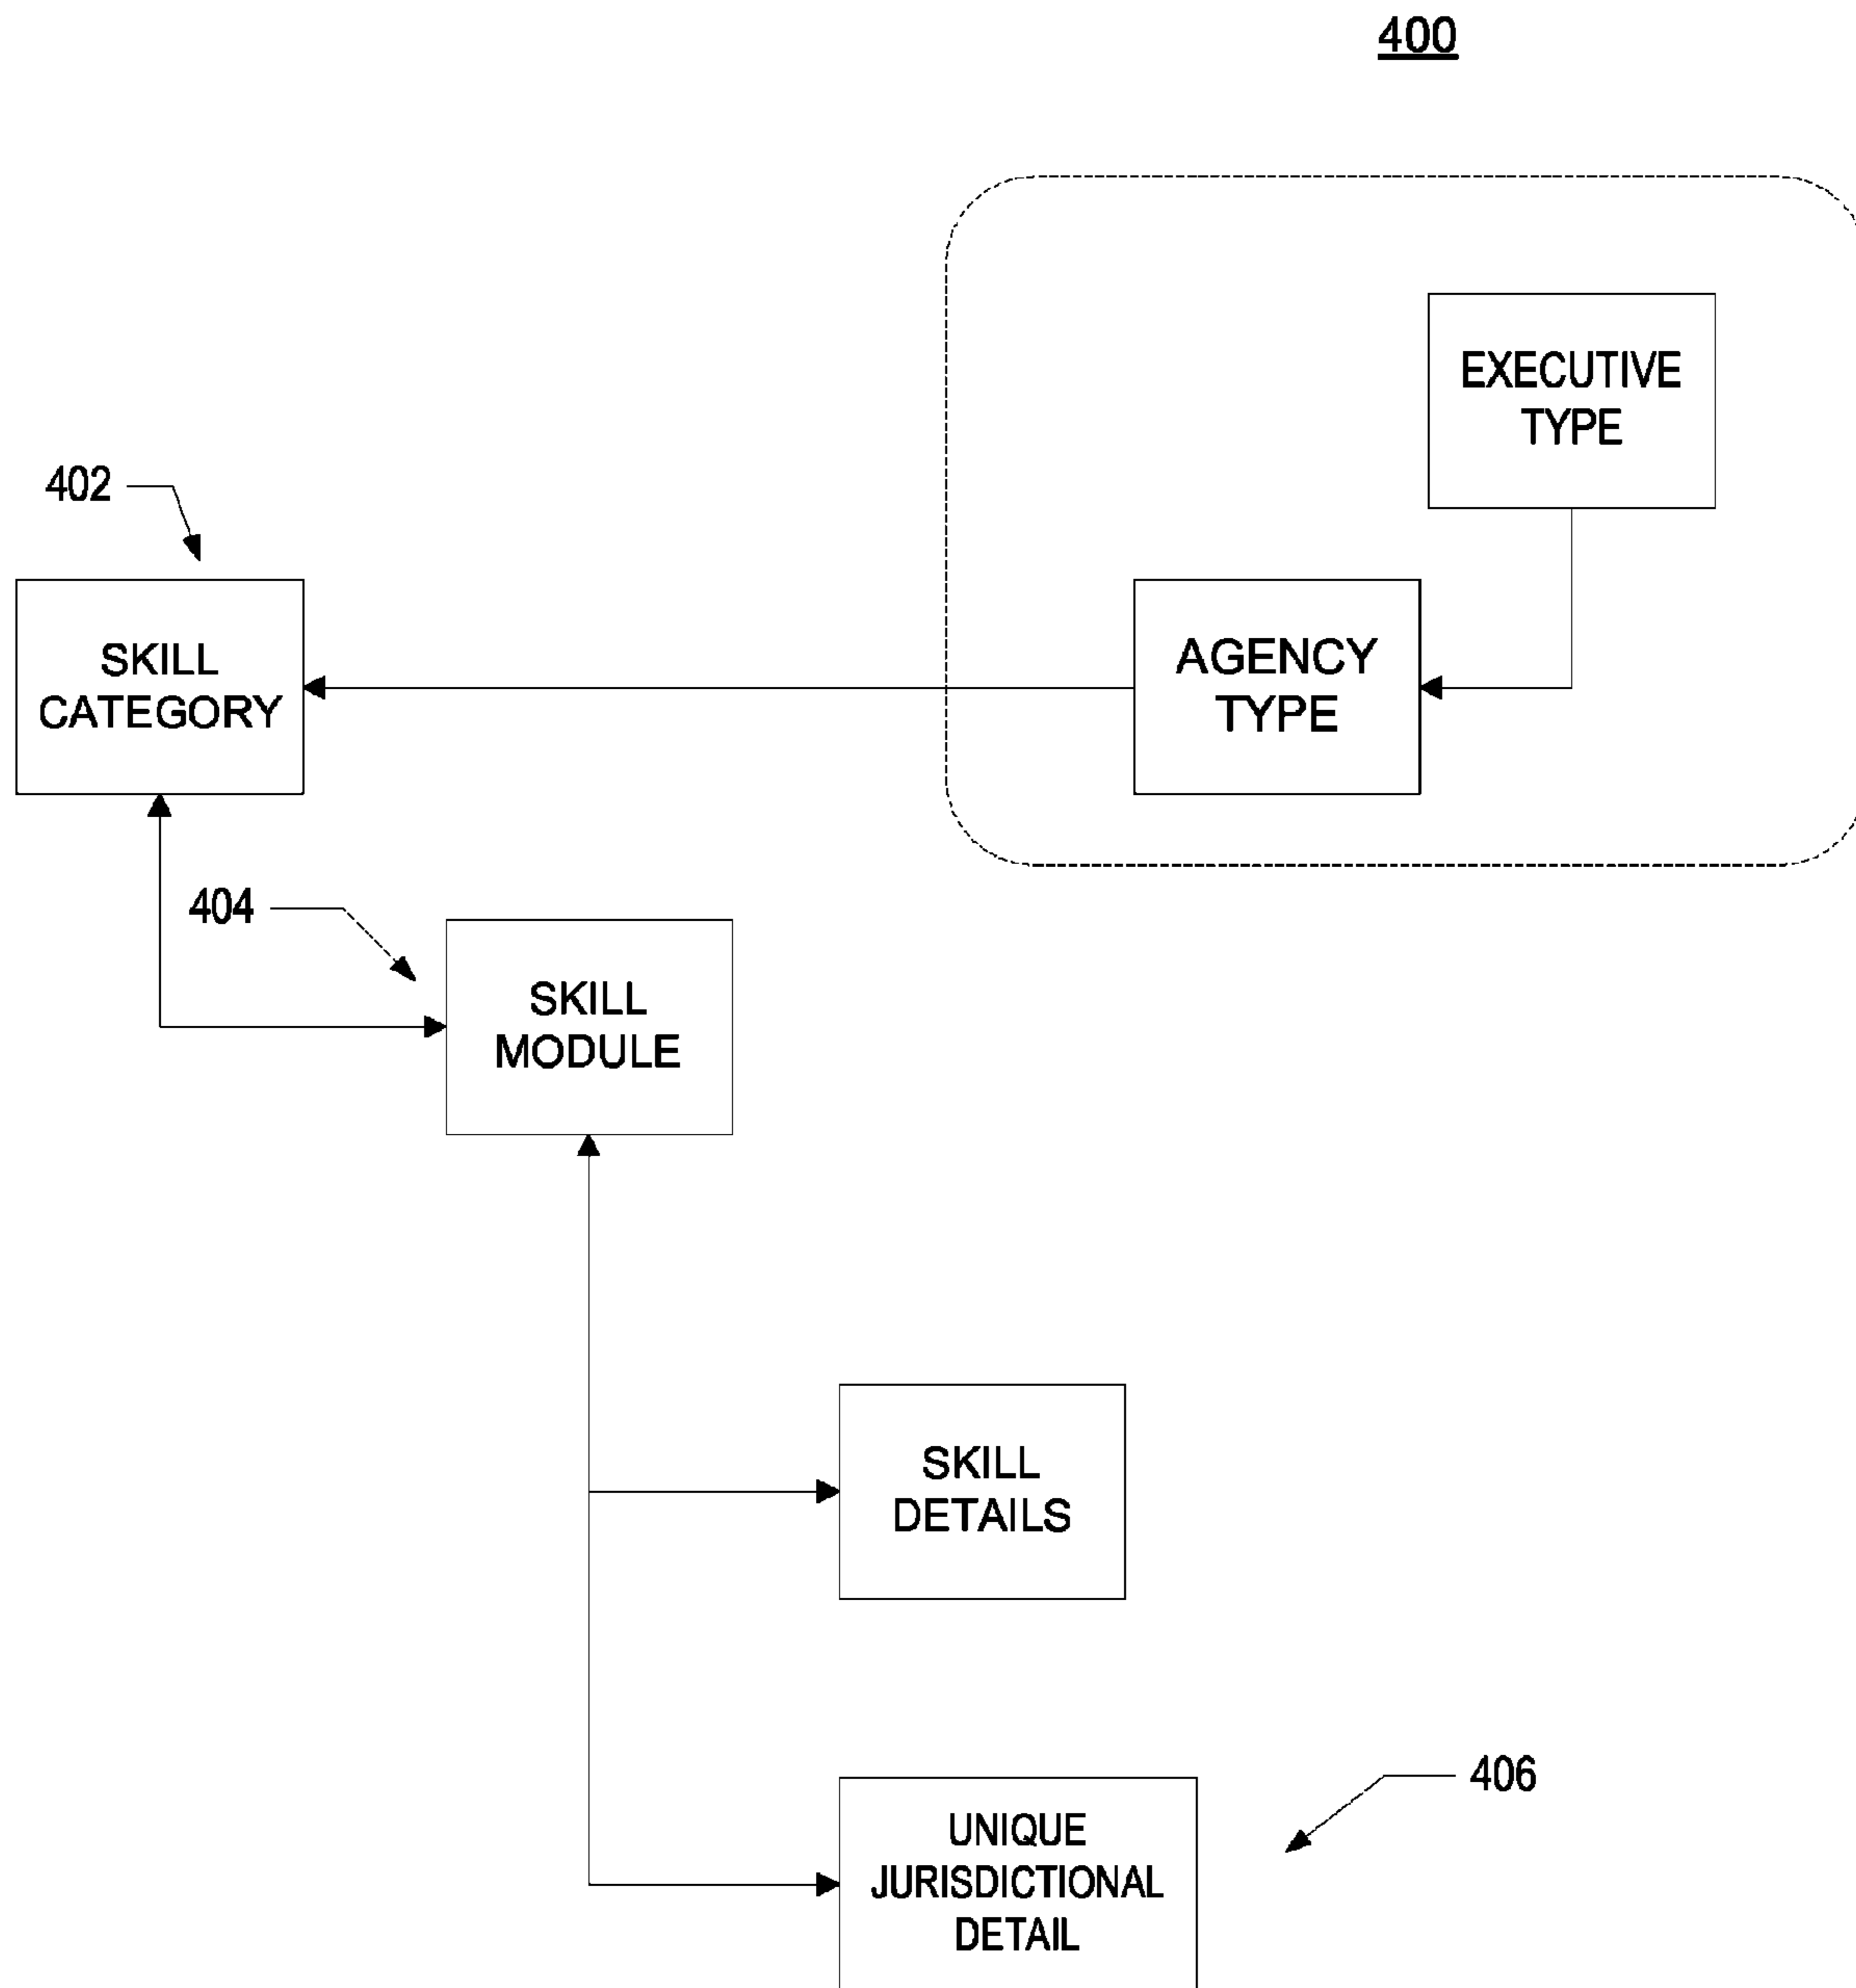 400
EXECUTIVE
TYPE
402
SKILL
CATEGORY
AGENCY
TYPE
404
SKILL
MODULE
SKILL
DETAILS
406
UNIQUE
JURISDICTIONAL
DETAIL